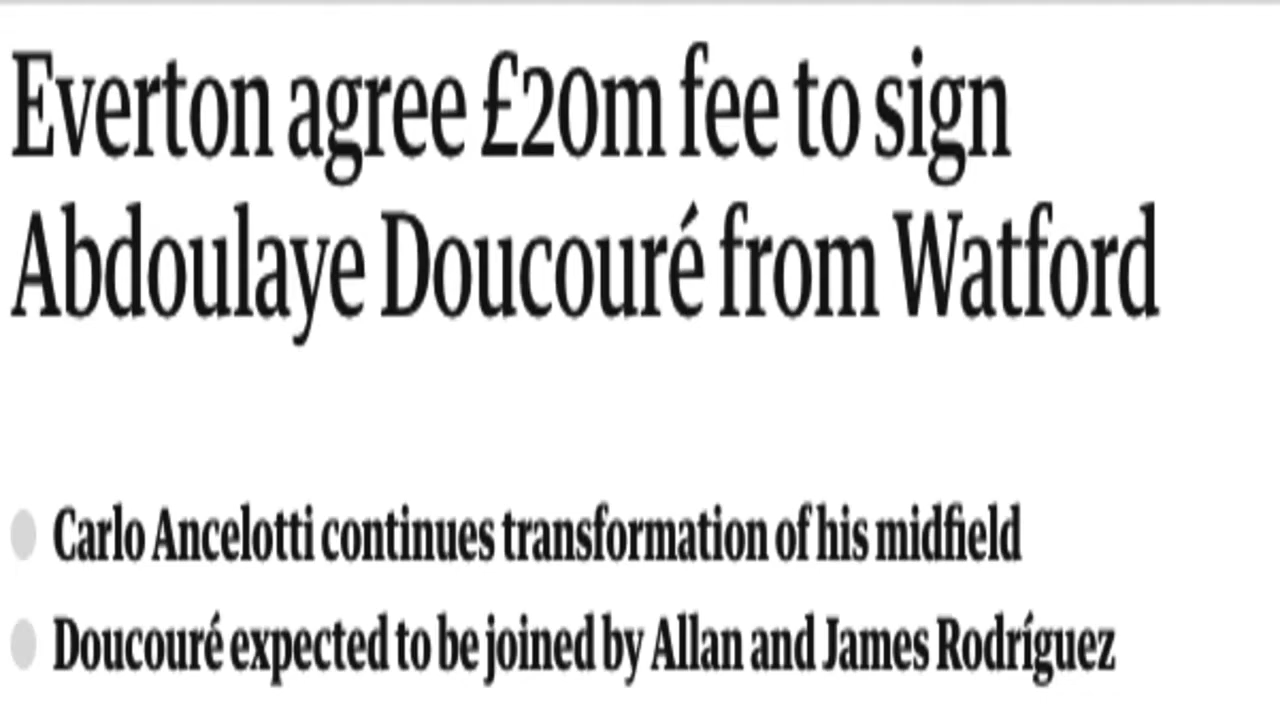 Everton agree £20m fee to sign
Abdoulaye Doucouré from Watford
Carlo Ancelotti continues transformation of his midfield
Doucouré expected to be joined by Allan and James Rodríguez